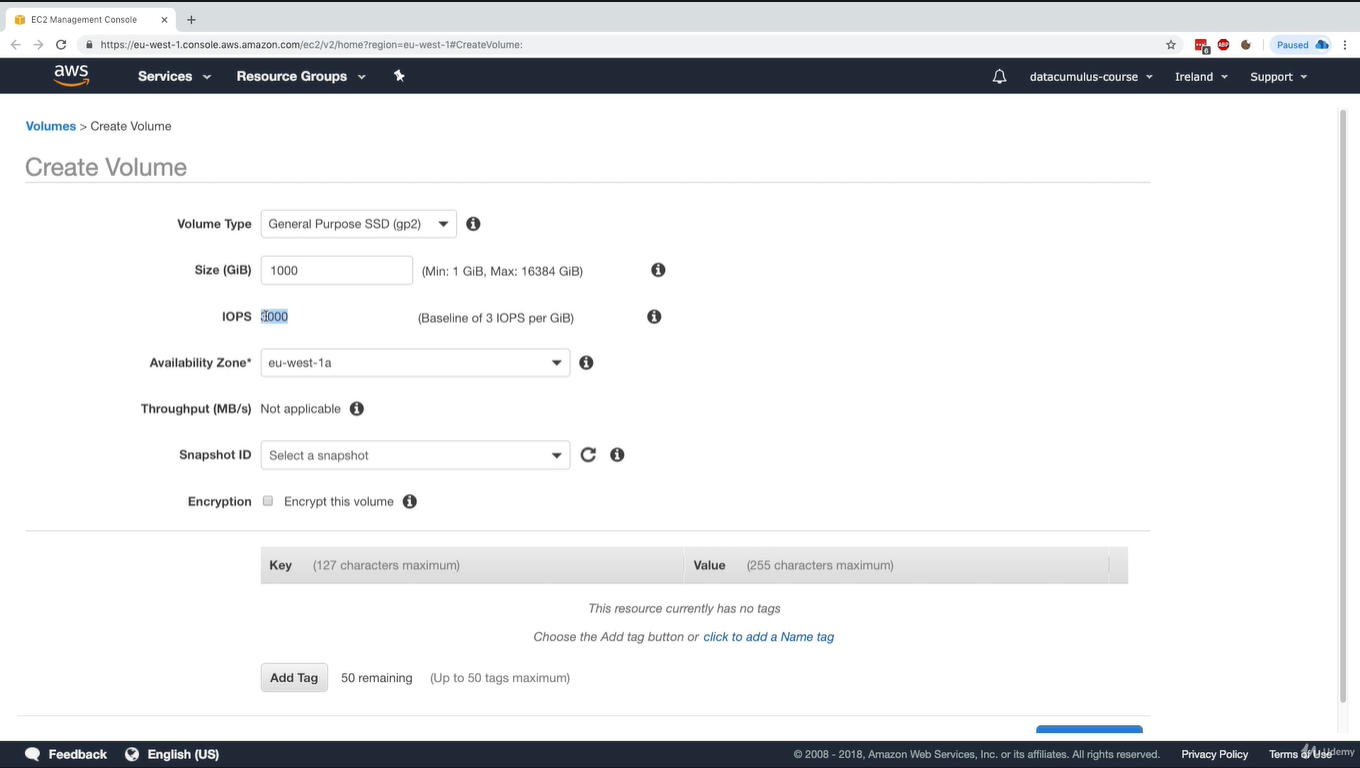 EC2 Management Console
https://eu-west-1.console.aws.amazon.com/ec2/v2/home?region=eu-west-1#CreateVolume:
6
ABP
Paused
aws
Services
Resource Groups
datacumulus-course
Ireland
Support
Volumes > Create Volume
Create Volume
Volume Type General Purpose SSD (gp2)
Size (GiB) 1000 (Min: 1 GiB, Max: 16384 GiB)
IOPS 3000 (Baseline of 3 IOPS per GiB)
Availability Zone* eu-west-1a
Throughput (MB/s) Not applicable
Snapshot ID Select a snapshot
Encryption Encrypt this volume
Key (127 characters maximum) Value (255 characters maximum)
This resource currently has no tags
Choose the Add tag button or click to add a Name tag
Add Tag 50 remaining (Up to 50 tags maximum)
Feedback English (US) © 2008 - 2018, Amazon Web Services, Inc. or its affiliates. All rights reserved. Privacy Policy Terms of Use
Udemy